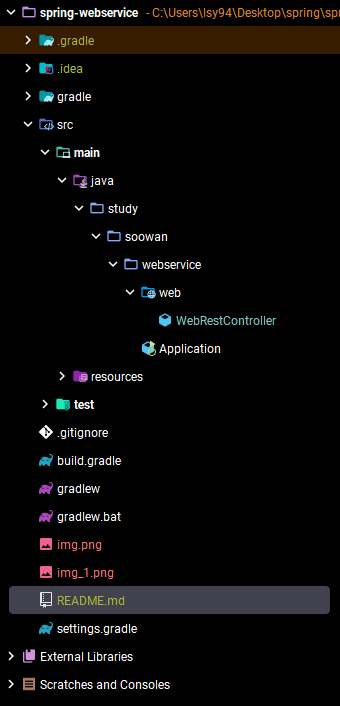 spring-webservice - C:\Users\lsy94\Desktop\spring\spr
.gradle
.idea
gradle
src
main
java
study
soowan
webservice
web
WebRestController
Application
resources
test
.gitignore
build.gradle
gradlew
gradlew.bat
img.png
img_1.png
README.md
settings.gradle
External Libraries
Scratches and Consoles